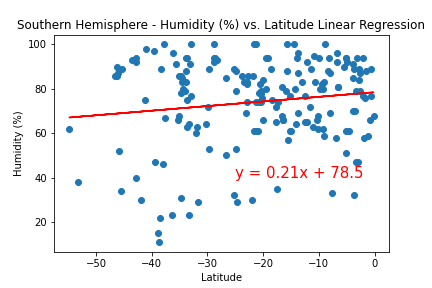 Southern Hemisphere - Humidity (%) vs. Latitude Linear Regression
100
80
60
40
20
Humidity (%)
y = 0.21x + 78.5
−50
−40
−30
−20
−10
0
Latitude